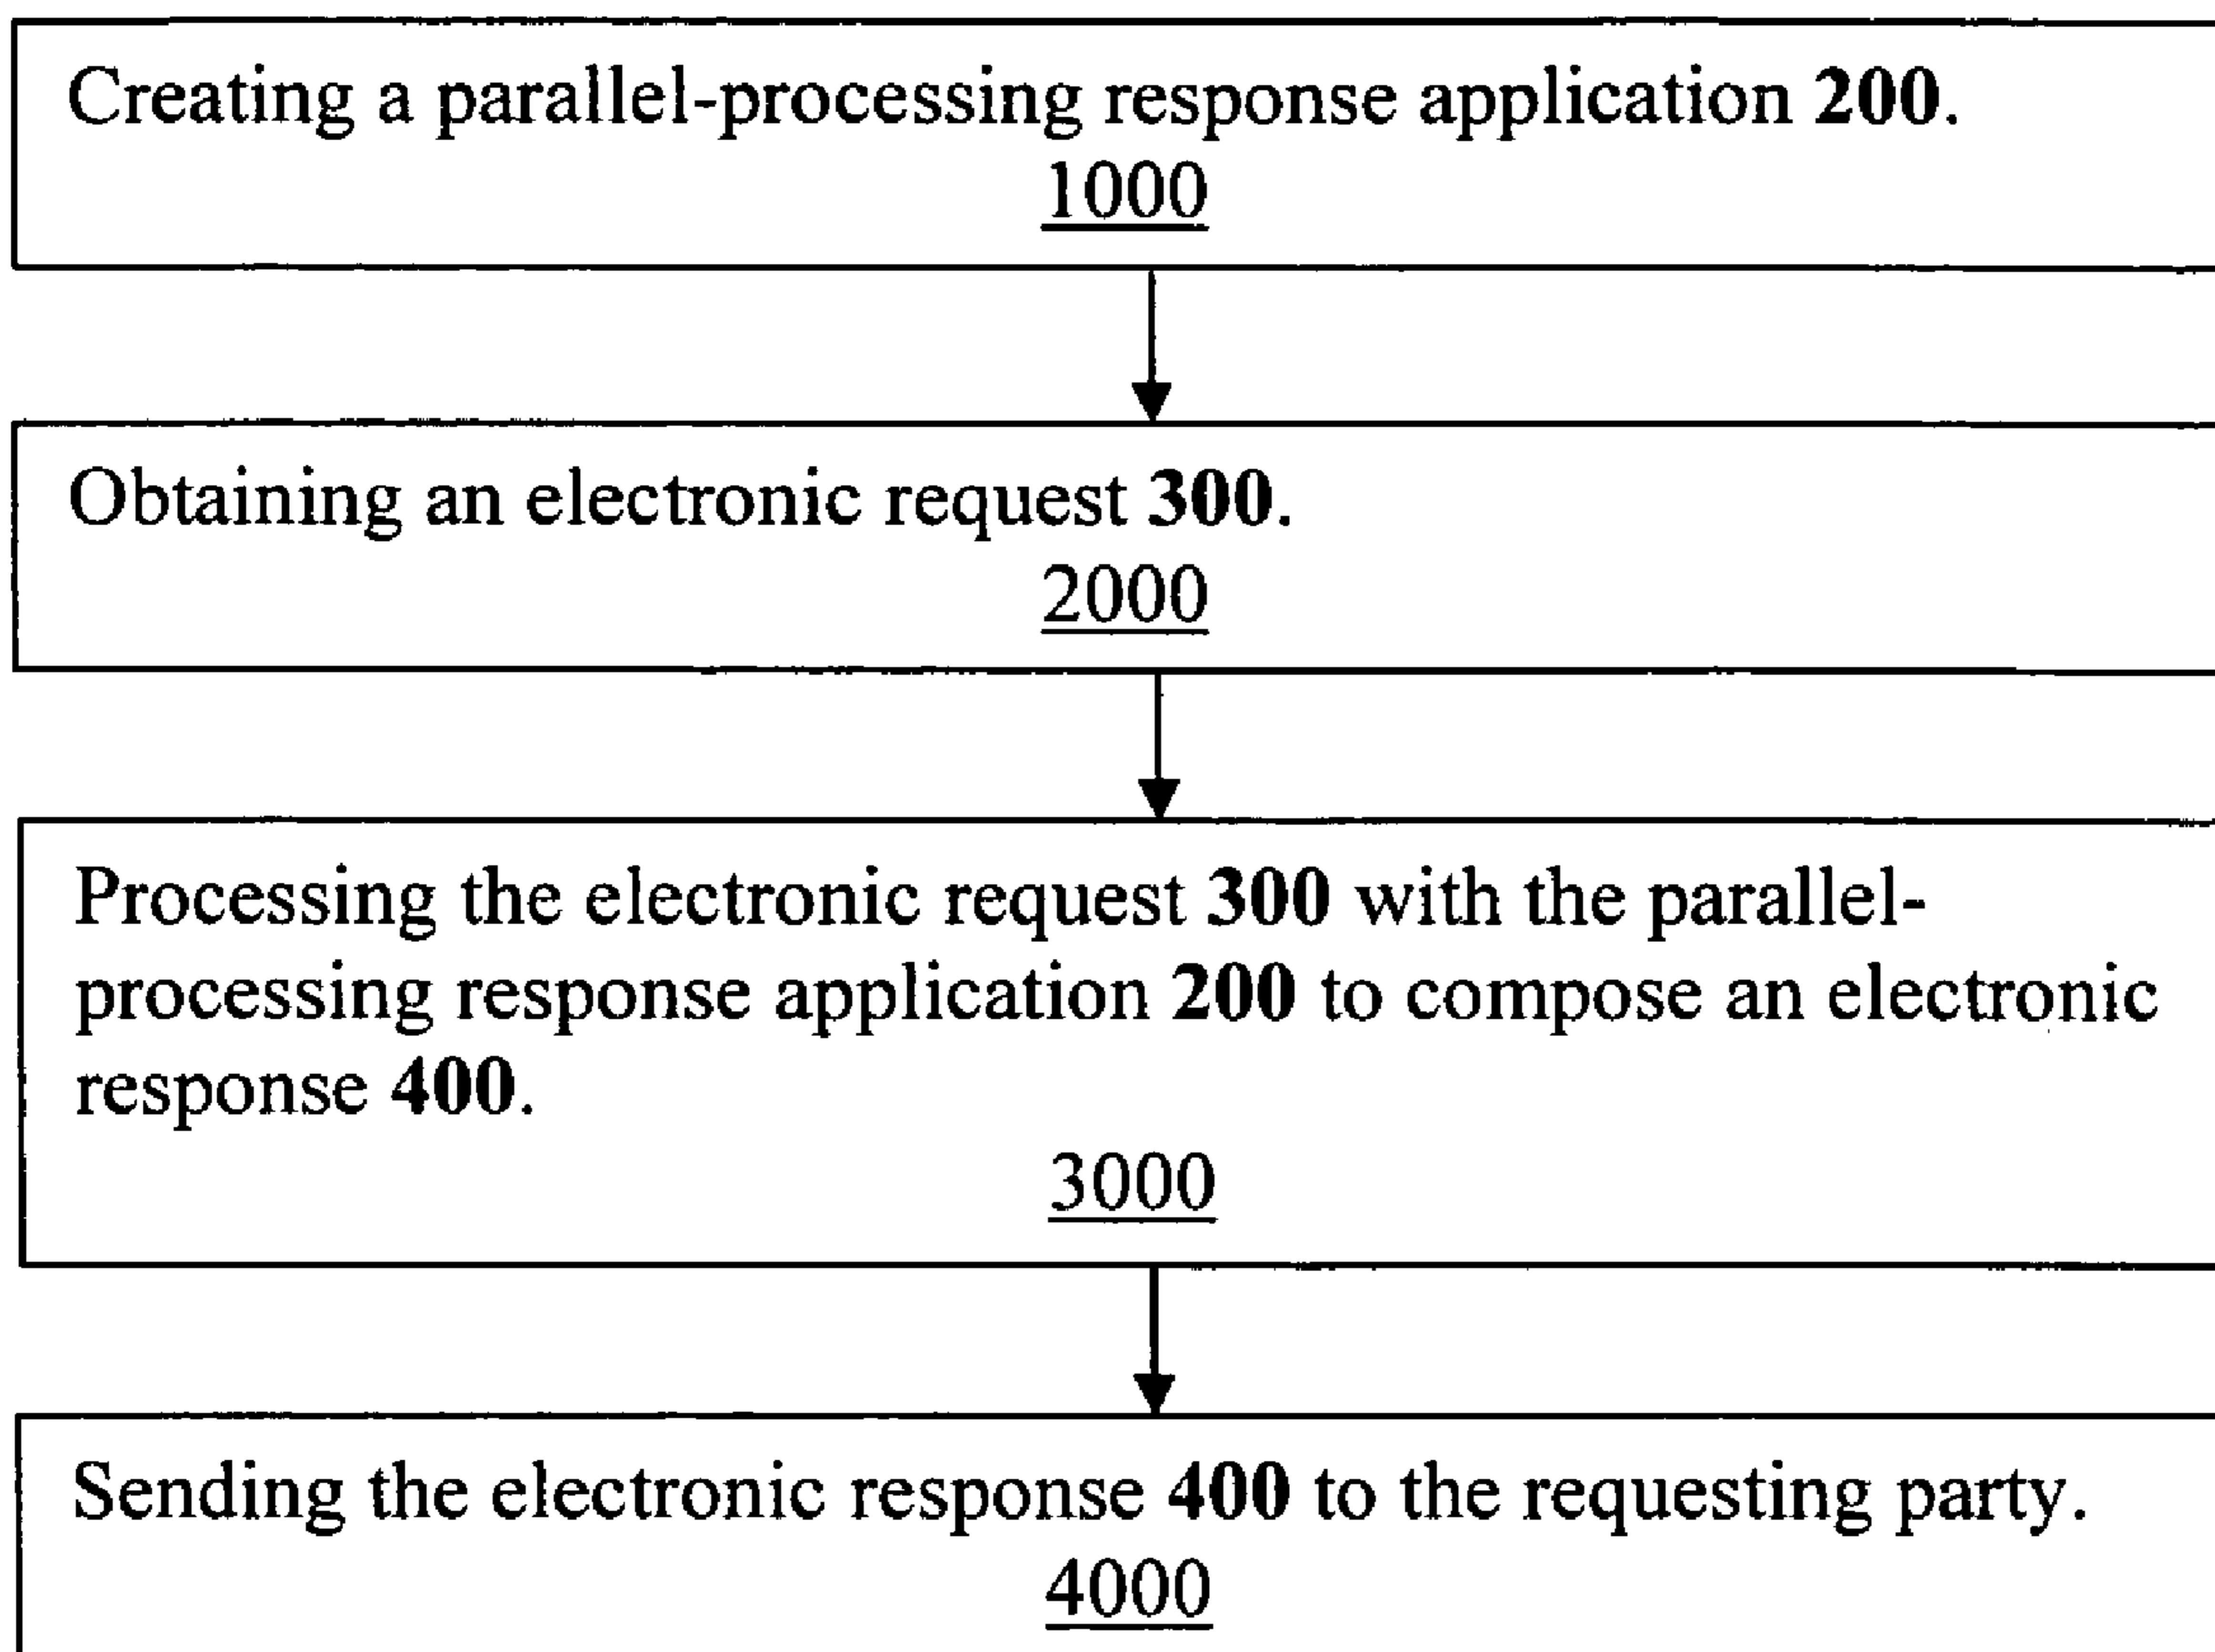 Creating a parallel-processing response application 200.
1000
Obtaining an electronic request 300.
2000
Processing the electronic request 300 with the parallel-
processing response application 200 to compose an electronic
response 400.
3000
Sending the electronic response 400 to the requesting party.
4000